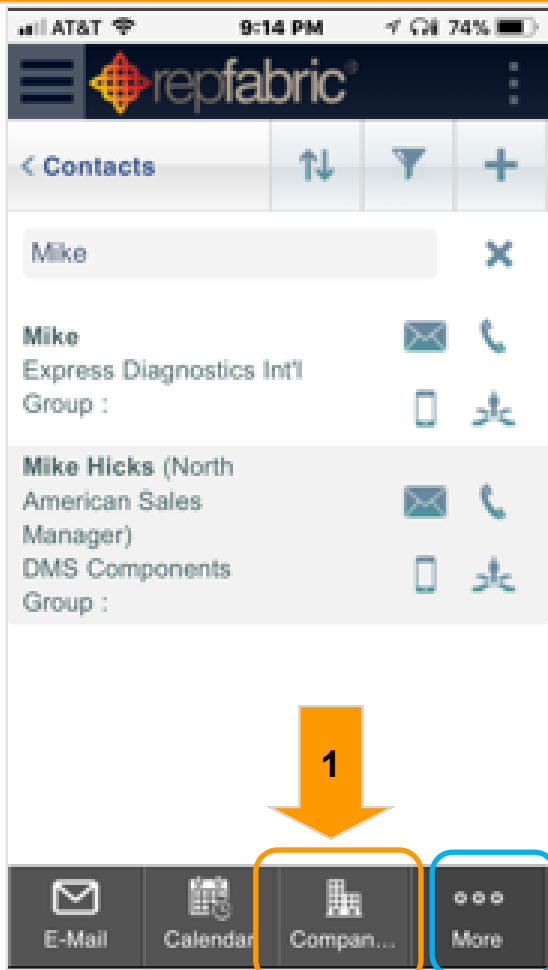 AT&T 9:14 PM 74%
repfabric®
< Contacts
Mike
Mike
Express Diagnostics Int'l
Group :
Mike Hicks (North
American Sales
Manager)
DMS Components
Group :
1
E-Mail Calendar Compan... More